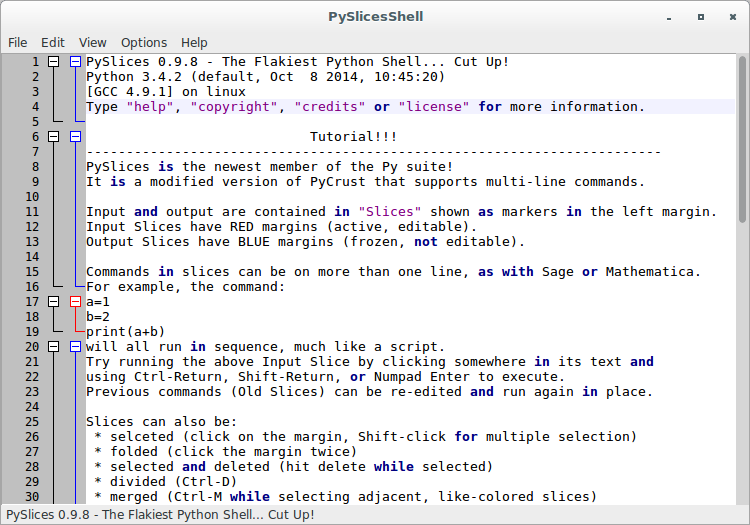 PySlicesShell
File Edit View Options Help
1 PySlices 0.9.8 - The Flakiest Python Shell... Cut Up!
2 Python 3.4.2 (default, Oct  8 2014, 10:45:20)
3 [GCC 4.9.1] on linux
4 Type "help", "copyright", "credits" or "license" for more information.
5
6                             Tutorial!!!
7 ------------------------------------------------------------------------
8 PySlices is the newest member of the Py suite!
9 It is a modified version of PyCrust that supports multi-line commands.
10
11 Input and output are contained in "Slices" shown as markers in the left margin.
12 Input Slices have RED margins (active, editable).
13 Output Slices have BLUE margins (frozen, not editable).
14
15 Commands in slices can be on more than one line, as with Sage or Mathematica.
16 For example, the command:
17 a=1
18 b=2
19 print(a+b)
20 will all run in sequence, much like a script.
21 Try running the above Input Slice by clicking somewhere in its text and
22 using Ctrl-Return, Shift-Return, or Numpad Enter to execute.
23 Previous commands (Old Slices) can be re-edited and run again in place.
24
25 Slices can also be:
26  * selceted (click on the margin, Shift-click for multiple selection)
27  * folded (click the margin twice)
28  * selected and deleted (hit delete while selected)
29  * divided (Ctrl-D)
30  * merged (Ctrl-M while selecting adjacent, like-colored slices)
PySlices 0.9.8 - The Flakiest Python Shell... Cut Up!